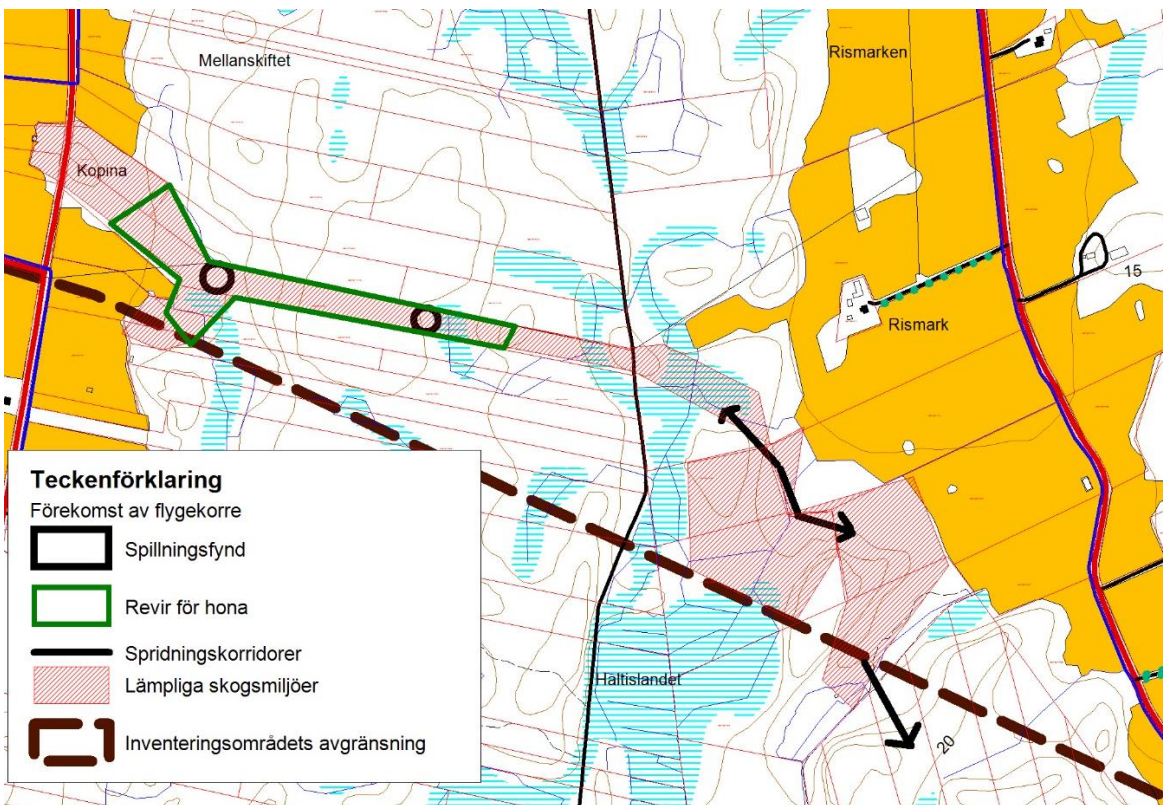 Mellanskiftet
Rismarken
Kopina
15
Rismark
Teckenförklaring
Förekomst av flygekorre
Spillningsfynd
Revir för hona
Spridningskorridorer
Lämpliga skogsmiljöer
Inventeringsområdets avgränsning
Haltislandet
20